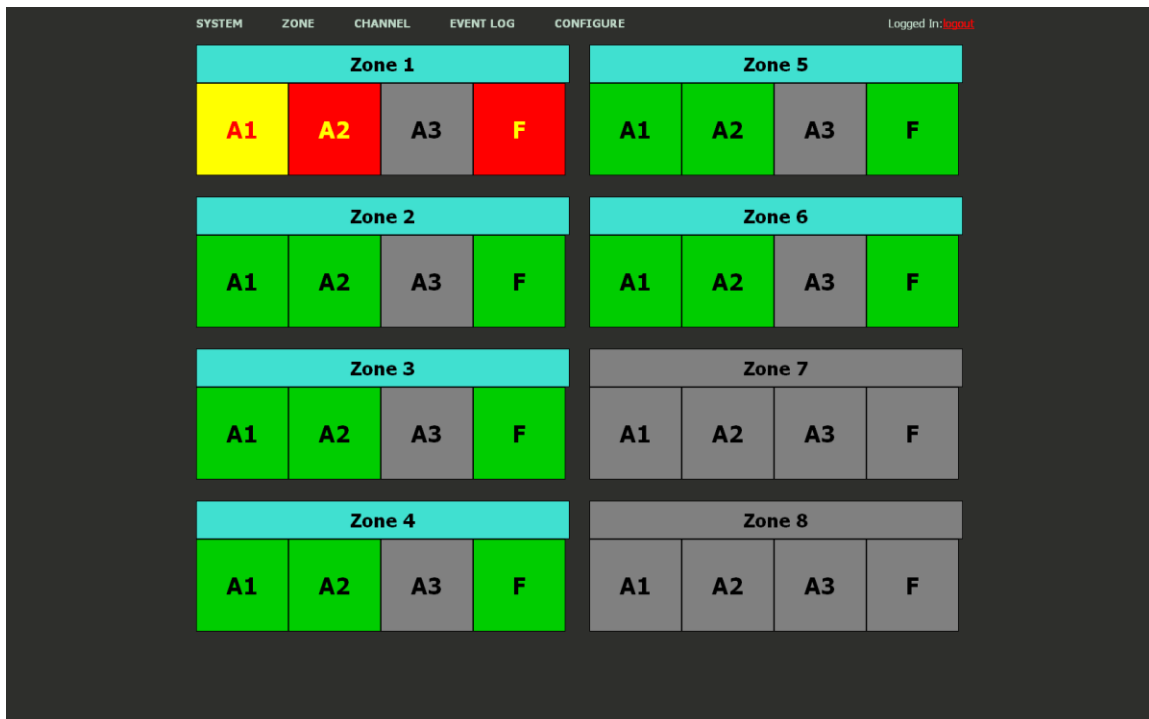 SYSTEM ZONE CHANNEL EVENT LOG CONFIGURE Logged In:logout
Zone 1 Zone 5
A1 A2 A3 F A1 A2 A3 F
Zone 2 Zone 6
A1 A2 A3 F A1 A2 A3 F
Zone 3 Zone 7
A1 A2 A3 F A1 A2 A3 F
Zone 4 Zone 8
A1 A2 A3 F A1 A2 A3 F